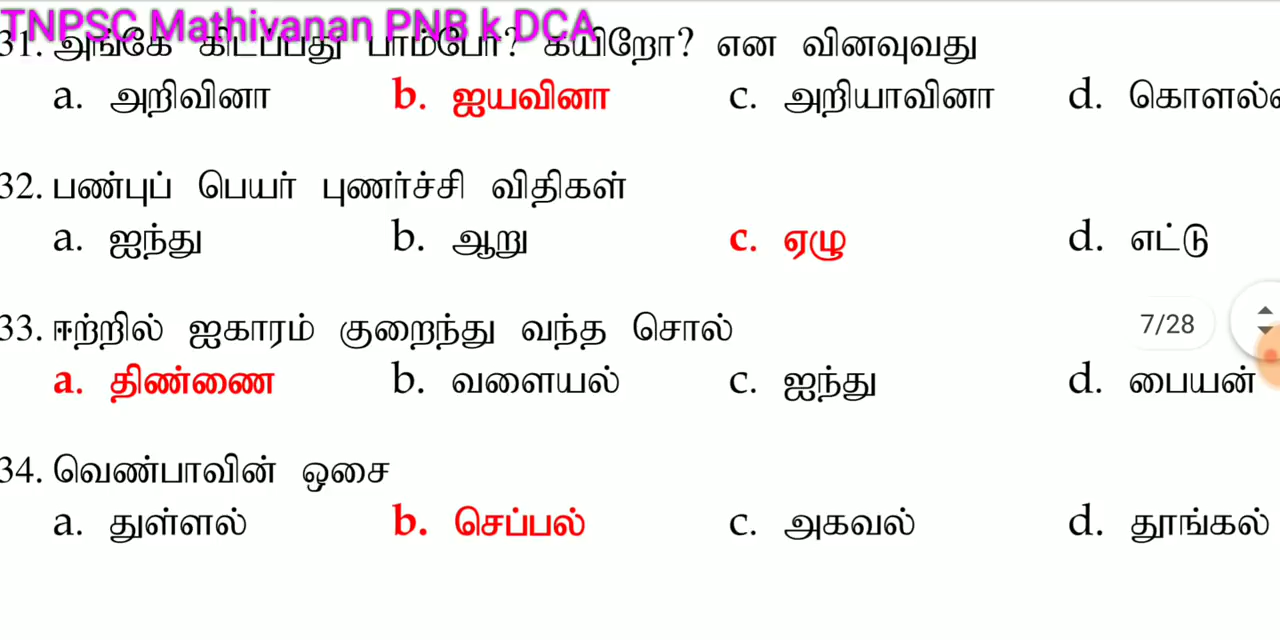 TNPSC Mathivanan PNB k DCA
31. அங்கே கிடப்பது பாம்போ? கயிறோ? என வினவுவது
a. அறிவினா b. ஐயவினா c. அறியாவினா d.
32. பண்புப் பெயர் புணர்ச்சி விதிகள்
a. ஐந்து b. ஆறு c. ஏழு d. எட்டு
33. ஈற்றில் ஐகாரம் குறைந்து வந்த சொல்
7/28
a. திண்ணை b. வளையல் c. ஐந்து d. பையன்
34. வெண்பாவின் ஒசை
a. துள்ளல் b. செப்பல் c. அகவல் d. தூங்கல்